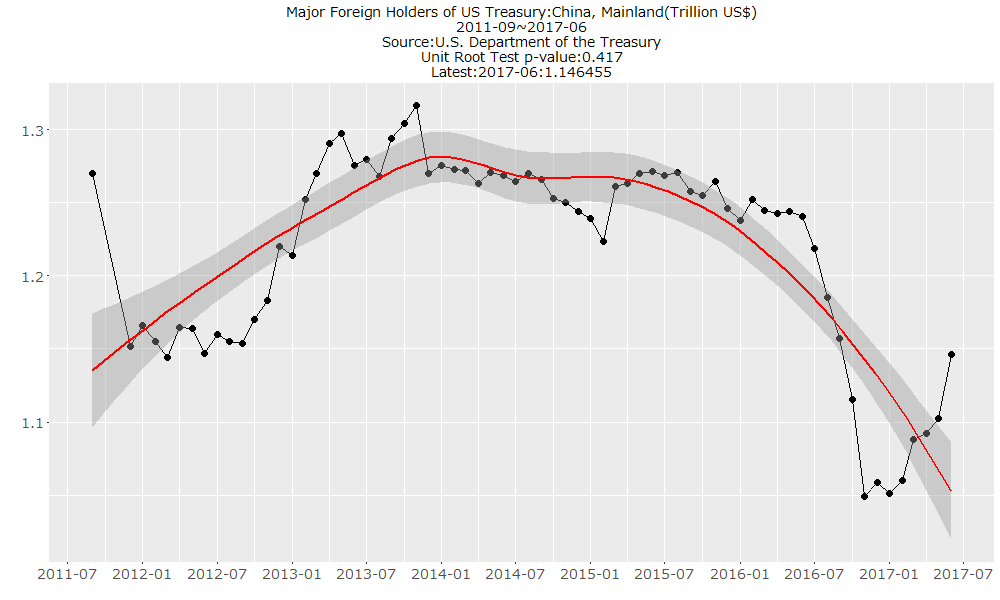 Major Foreign Holders of US Treasury:China, Mainland(Trillion US$)
2011-09~2017-06
Source:U.S. Department of the Treasury
Unit Root Test p-value:0.417
Latest:2017-06:1.146455
1.3
1.2
1.1
2011-07 2012-01 2012-07 2013-01 2013-07 2014-01 2014-07 2015-01 2015-07 2016-01 2016-07 2017-01 2017-07